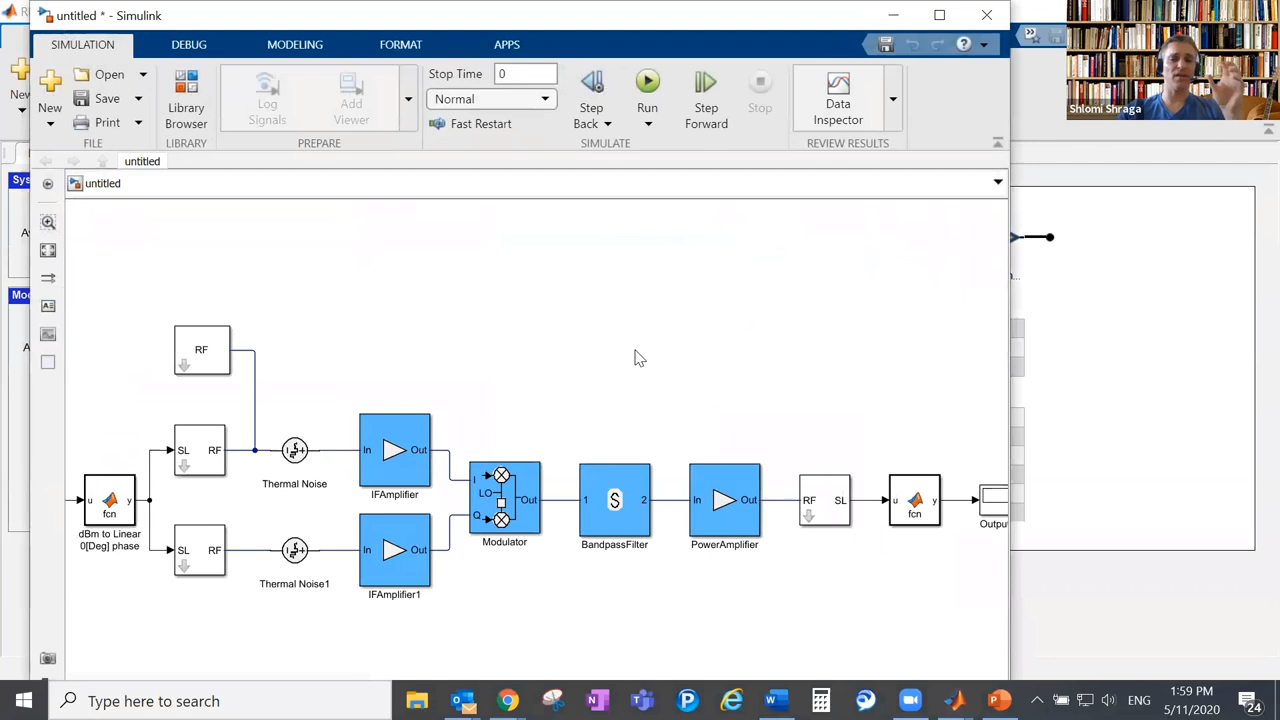 untitled * - Simulink
SIMULATION
DEBUG
MODELING
FORMAT
APPS
New
Open
Save
Print
FILE
Library
Browser
LIBRARY
Log
Signals
Add
Viewer
PREPARE
Stop Time
0
Normal
Fast Restart
Step
Back
Run
Step
Forward
Stop
SIMULATE
Data
Inspector
REVIEW RESULTS
Shlomi Shraga
untitled
untitled
RF
SL RF
Thermal Noise
In Out
IFAmplifier
u fcn y
dBm to Linear
0[Deg] phase
SL RF
Thermal Noise1
In Out
IFAmplifier1
I
LO
Q
Out
Modulator
1 S 2
BandpassFilter
In Out
PowerAmplifier
RF SL
u fcn y
Output
Type here to search
ENG
1:59 PM
5/11/2020
24